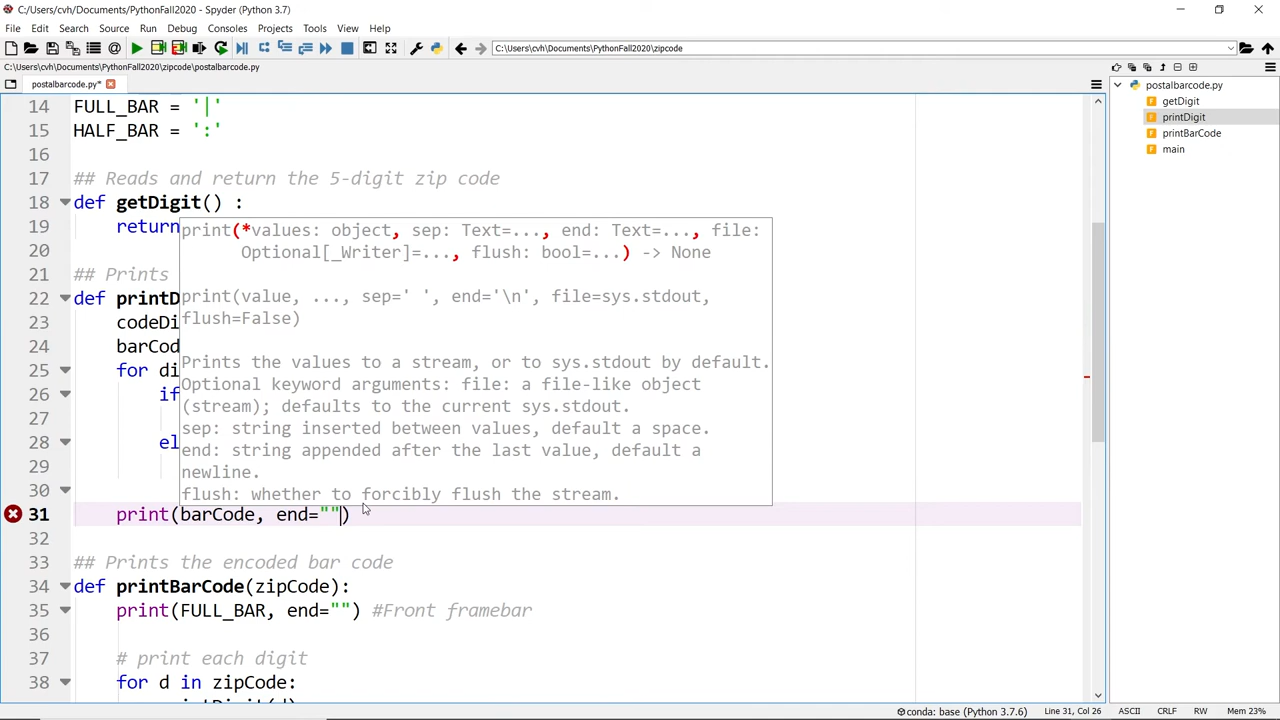 C:/Users/cvh/Documents/PythonFall2020 - Spyder (Python 3.7)
File Edit Search Source Run Debug Consoles Projects Tools View Help
C:\Users\cvh\Documents\PythonFall2020\zipcode
C:\Users\cvh\Documents\PythonFall2020\zipcode\postalbarcode.py
postalbarcode.py*
14 FULL_BAR = '|'
15 HALF_BAR = ':'
16
17 ## Reads and return the 5-digit zip code
18 def getDigit() :
19 return
20
21 ## Prints
22 def printD
23 codeDi
24 barCod
25 for di
26 if
27
28 el
29
30
31 print(barCode, end="")
32
33 ## Prints the encoded bar code
34 def printBarCode(zipCode):
35 print(FULL_BAR, end="") #Front framebar
36
37 # print each digit
38 for d in zipCode:
print(*values: object, sep: Text=..., end: Text=..., file:
Optional[_Writer]=..., flush: bool=...) -> None
print(value, ..., sep=' ', end='\n', file=sys.stdout,
flush=False)
Prints the values to a stream, or to sys.stdout by default.
Optional keyword arguments: file: a file-like object
(stream); defaults to the current sys.stdout.
sep: string inserted between values, default a space.
end: string appended after the last value, default a
newline.
flush: whether to forcibly flush the stream.
postalbarcode.py
getDigit
printDigit
printBarCode
main
conda: base (Python 3.7.6) Line 31, Col 26 ASCII CRLF RW Mem 23%